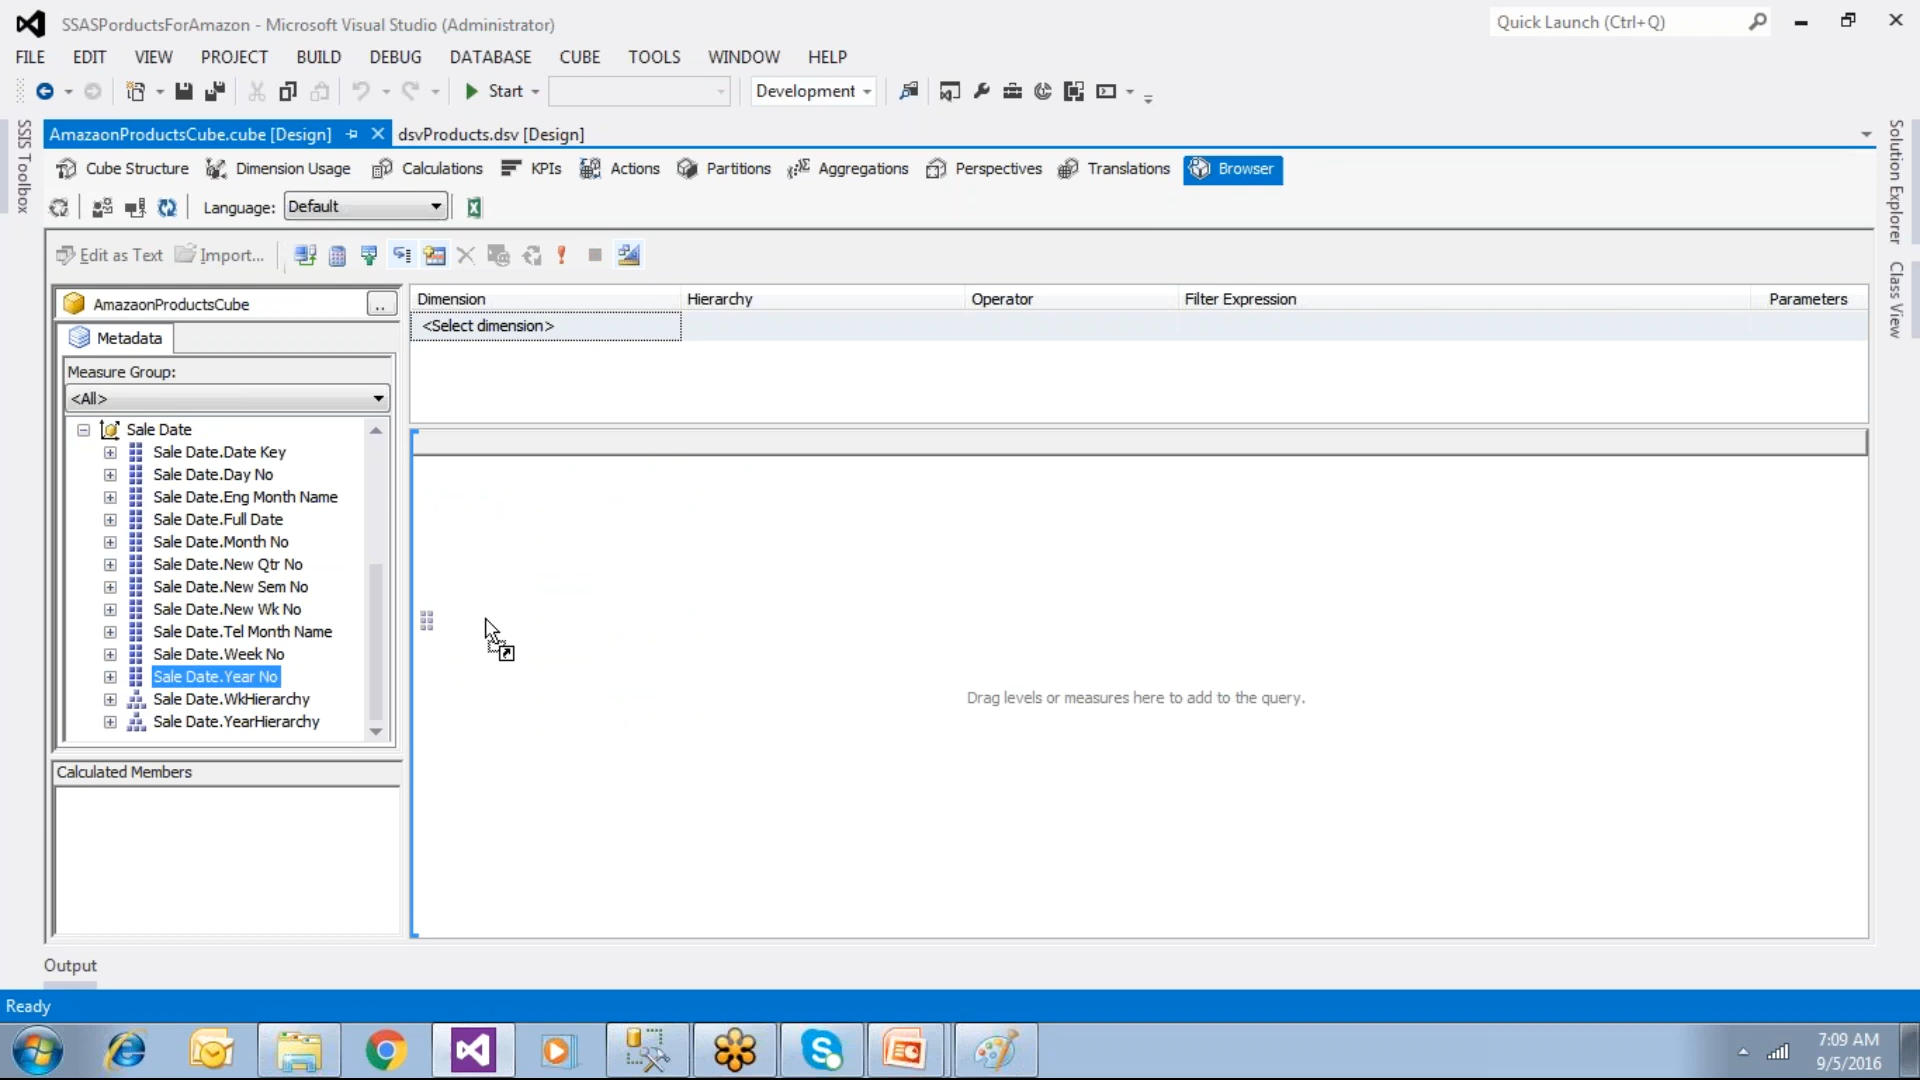 SSASPorductsForAmazon - Microsoft Visual Studio (Administrator)
Quick Launch (Ctrl+Q)
FILE EDIT VIEW PROJECT BUILD DEBUG DATABASE CUBE TOOLS WINDOW HELP
Start
Development
AmazaonProductsCube.cube [Design]
dsvProducts.dsv [Design]
SSIS Toolbox
Solution Explorer
Class View
Cube Structure Dimension Usage Calculations KPIs Actions Partitions Aggregations Perspectives Translations Browser
Language: Default
Edit as Text Import...
AmazaonProductsCube
..
Metadata
Measure Group:
<All>
Sale Date
Sale Date.Date Key
Sale Date.Day No
Sale Date.Eng Month Name
Sale Date.Full Date
Sale Date.Month No
Sale Date.New Qtr No
Sale Date.New Sem No
Sale Date.New Wk No
Sale Date.Tel Month Name
Sale Date.Week No
Sale Date.Year No
Sale Date.WkHierarchy
Sale Date.YearHierarchy
Calculated Members
Dimension Hierarchy Operator Filter Expression Parameters
<Select dimension>
Drag levels or measures here to add to the query.
Output
Ready
7:09 AM
9/5/2016